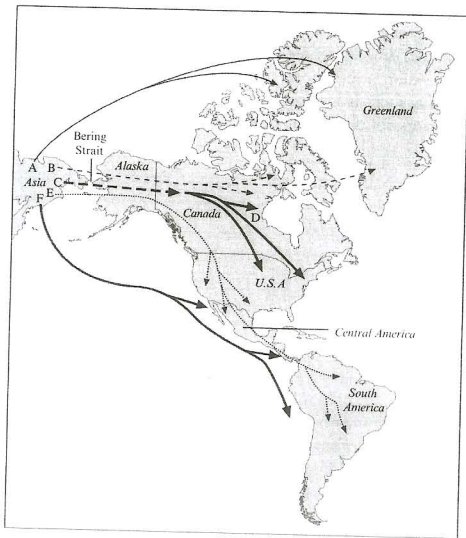 Greenland
Bering
Strait
Alaska
A B
Asia C
E
F
Canada
D
U.S.A
Central America
South
America